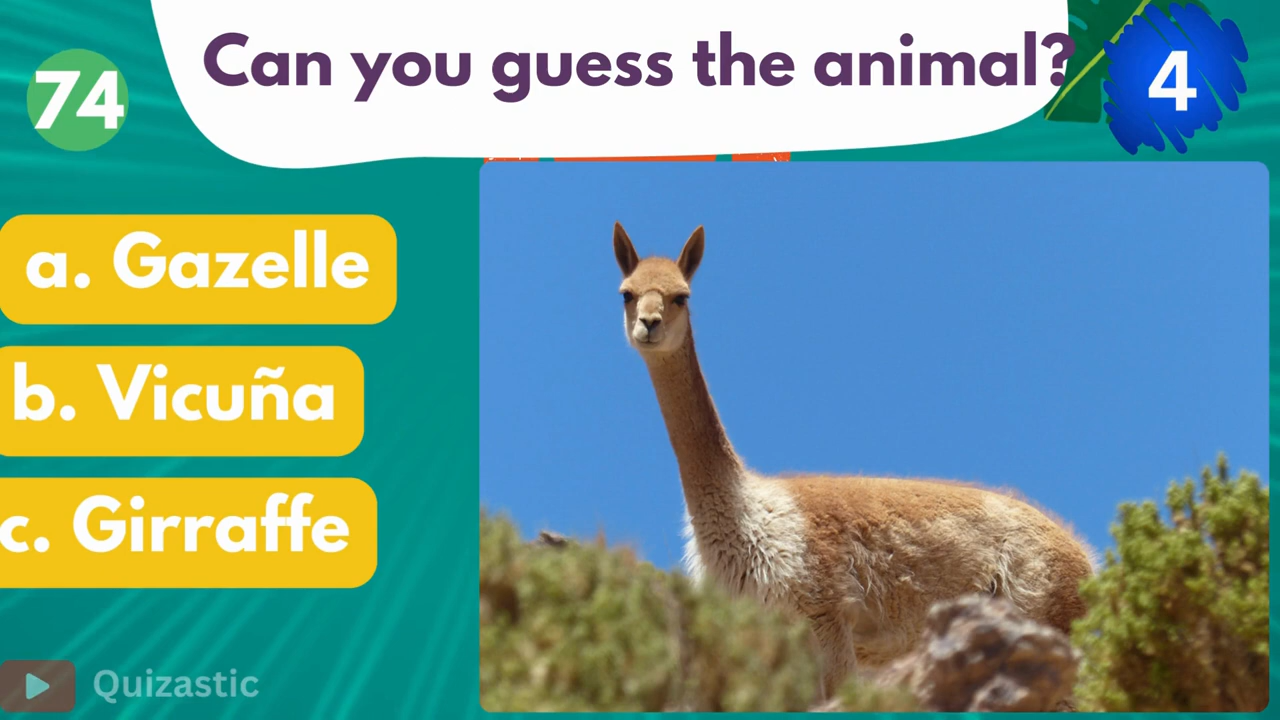 Can you guess the animal?
74
4
a. Gazelle
b. Vicuña
c. Girraffe
Quizastic